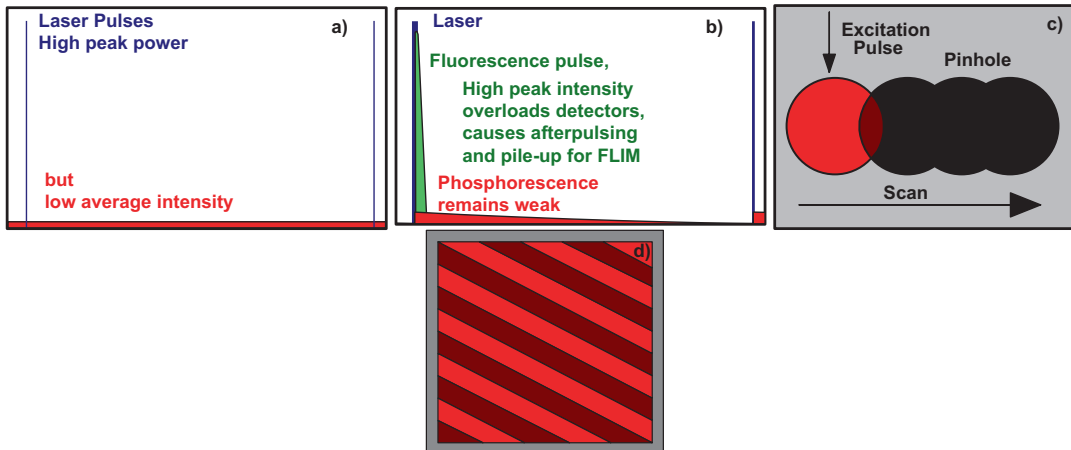 Laser Pulses
High peak power
a)
but
low average intensity
Laser
b)
Fluorescence pulse,
High peak intensity
overloads detectors,
causes afterpulsing
and pile-up for FLIM
Phosphorescence
remains weak
c)
Excitation
Pulse
Pinhole
Scan
d)